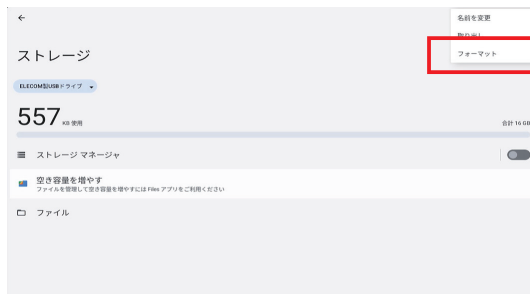 ←
名前を変更
取り出し
フォーマット
ストレージ
ELECOM製USBドライブ
557 KB 使用
合計 16 GB
ストレージ マネージャ
空き容量を増やす
ファイルを管理して空き容量を増やすには Files アプリをご利用ください
ファイル